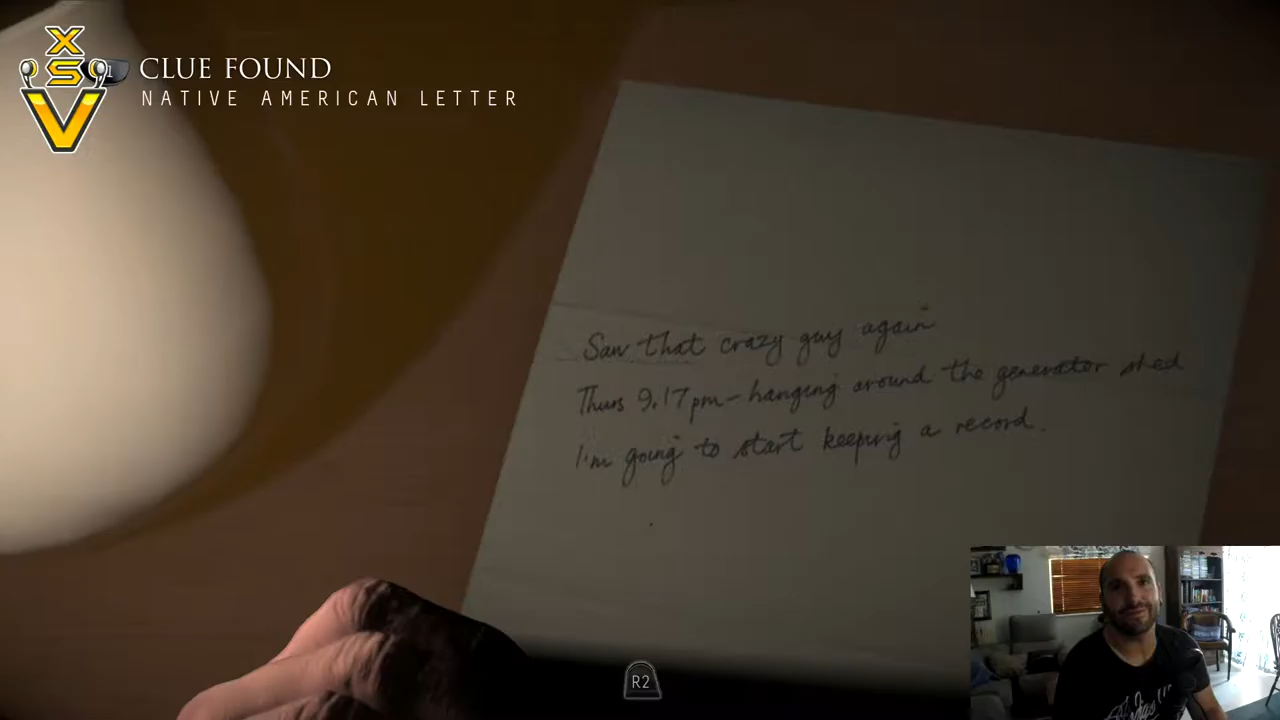 X
S
V
1
CLUE FOUND
NATIVE AMERICAN LETTER
Saw that crazy guy again
Thurs 9.17pm – hanging around the generator shed
I'm going to start keeping a record.
R2